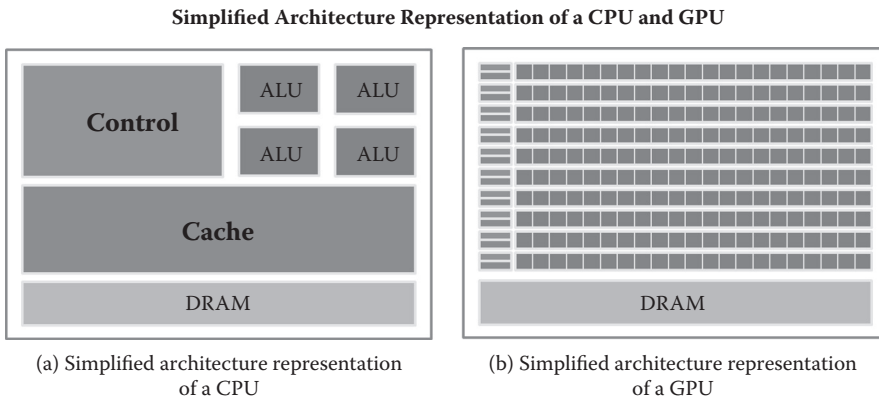 Simplified Architecture Representation of a CPU and GPU
Control
ALU
ALU
ALU
ALU
Cache
DRAM
(a) Simplified architecture representation
of a CPU
DRAM
(b) Simplified architecture representation
of a GPU